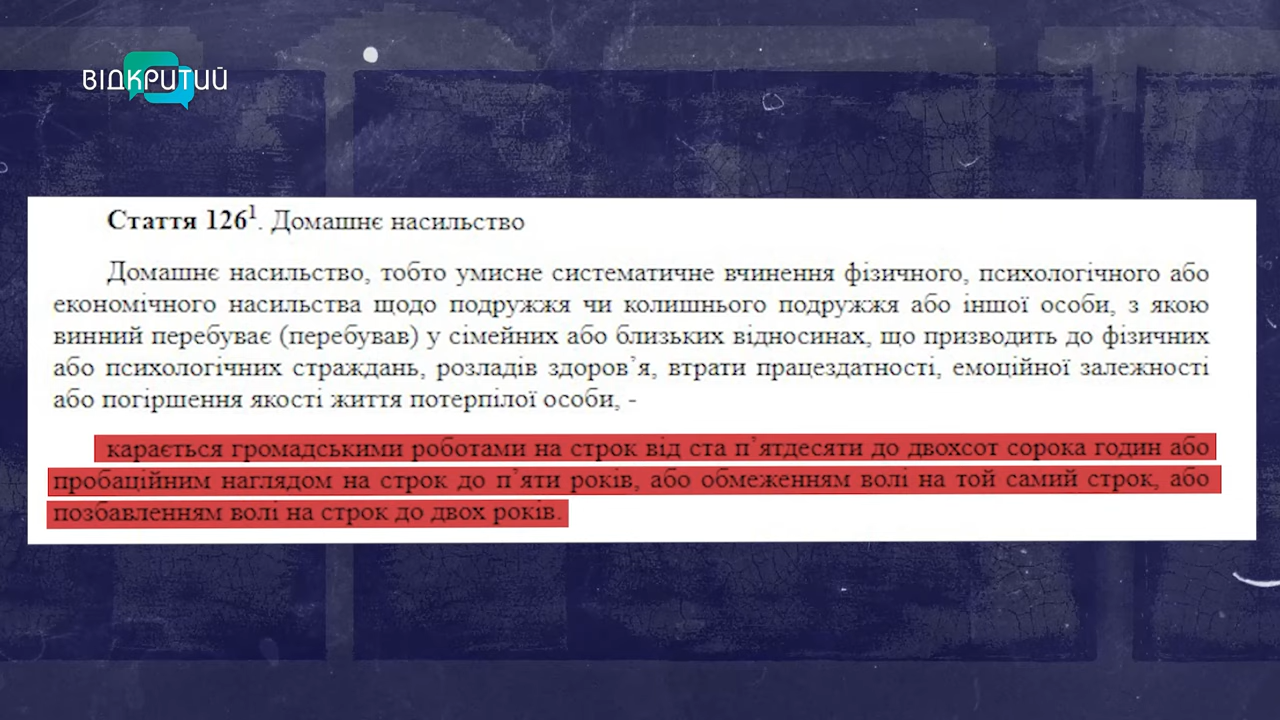 ВІДКРИТИЙ
Стаття 126¹. Домашнє насильство
Домашнє насильство, тобто умисне систематичне вчинення фізичного, психологічного або
економічного насильства щодо подружжя чи колишнього подружжя або іншої особи, з якою
винний перебуває (перебував) у сімейних або близьких відносинах, що призводить до фізичних
або психологічних страждань, розладів здоров’я, втрати працездатності, емоційної залежності
або погіршення якості життя потерпілої особи, -
карається громадськими роботами на строк від ста п’ятдесяти до двохсот сорока годин або
пробаційним наглядом на строк до п’яти років, або обмеженням волі на той самий строк, або
позбавленням волі на строк до двох років.